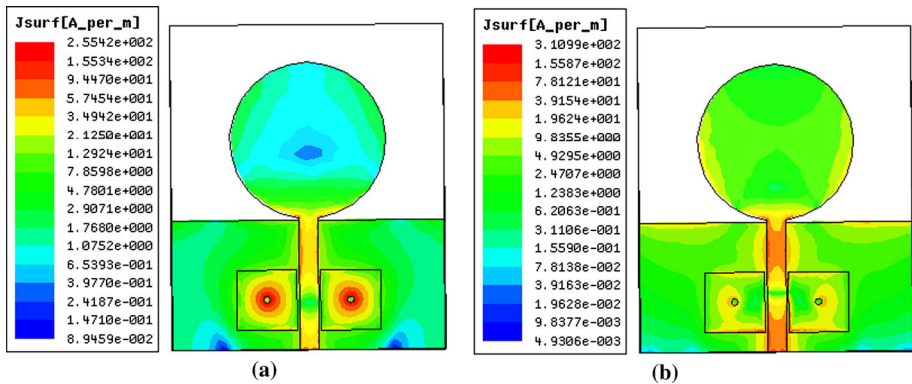 Jsurf[A_per_m]
2.5542e+002
1.5534e+002
9.4470e+001
5.7454e+001
3.4942e+001
2.1250e+001
1.2924e+001
7.8598e+000
4.7801e+000
2.9071e+000
1.7680e+000
1.0752e+000
6.5393e-001
3.9770e-001
2.4187e-001
1.4710e-001
8.9459e-002
(a)
Jsurf[A_per_m]
3.1099e+002
1.5587e+002
7.8121e+001
3.9154e+001
1.9624e+001
9.8355e+000
4.9295e+000
2.4707e+000
1.2383e+000
6.2063e-001
3.1106e-001
1.5590e-001
7.8138e-002
3.9163e-002
1.9628e-002
9.8377e-003
4.9306e-003
(b)